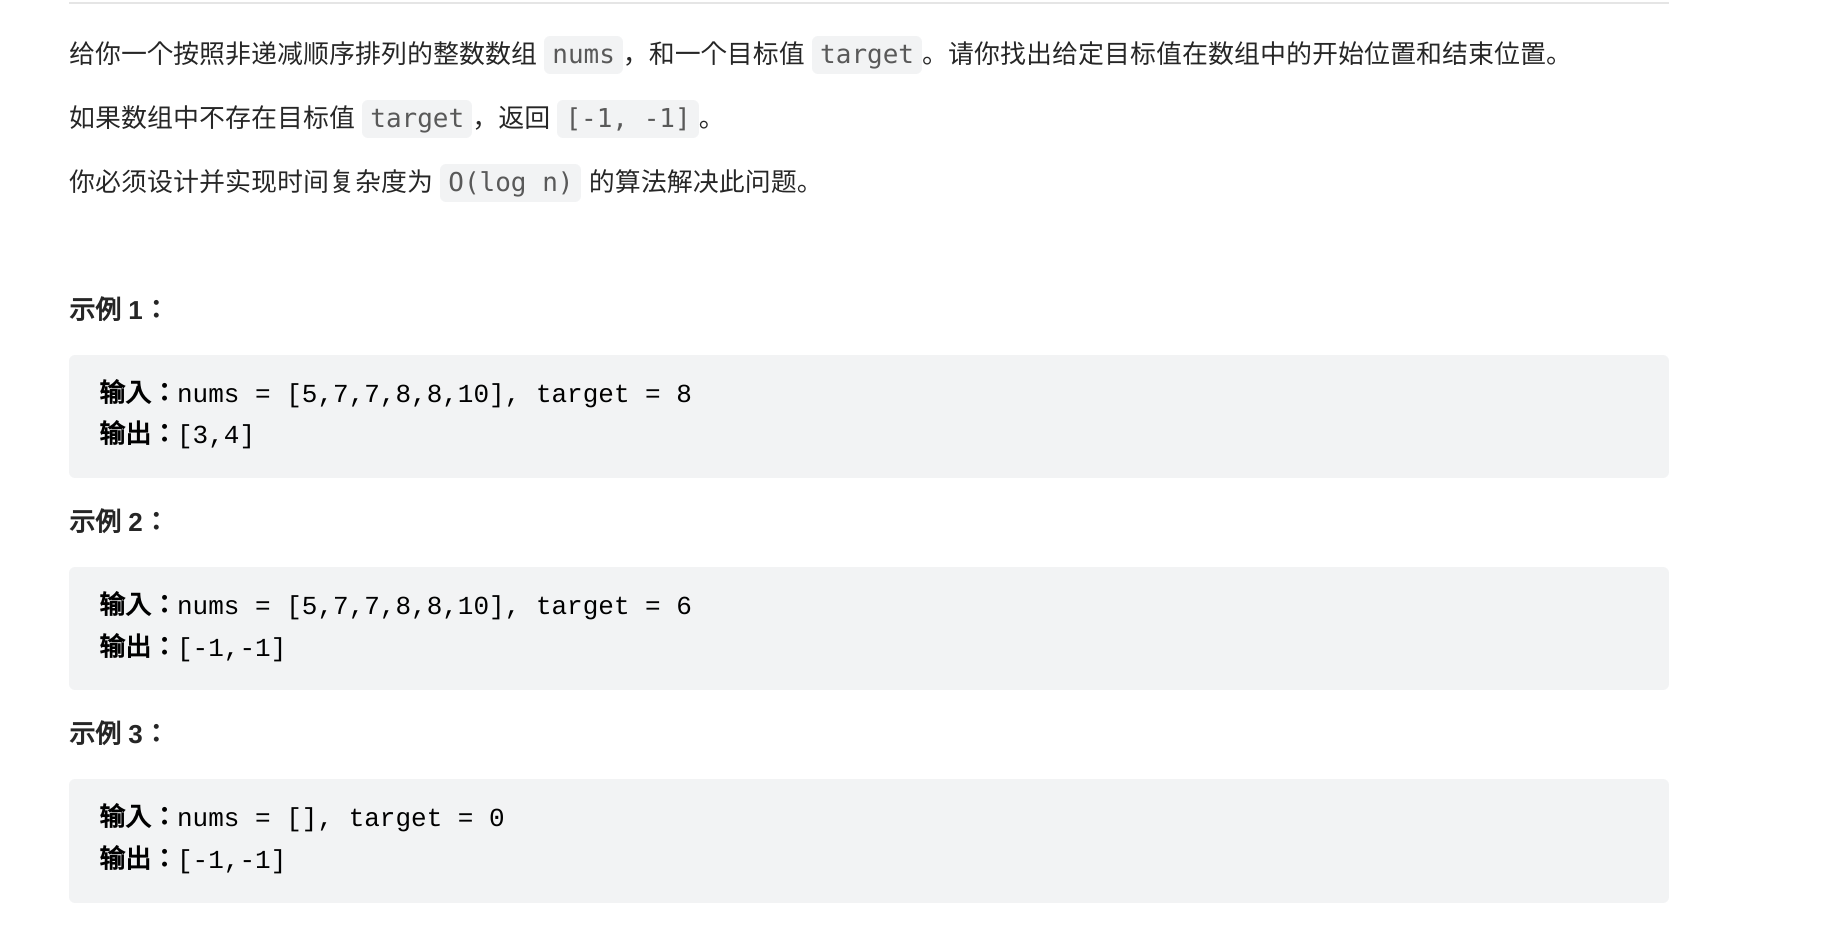 给你一个按照非递减顺序排列的整数数组 nums，和一个目标值 target。请你找出给定目标值在数组中的开始位置和结束位置。
如果数组中不存在目标值 target，返回 [-1, -1]。
你必须设计并实现时间复杂度为 O(log n) 的算法解决此问题。
示例 1：
输入：nums = [5,7,7,8,8,10], target = 8
输出：[3,4]
示例 2：
输入：nums = [5,7,7,8,8,10], target = 6
输出：[-1,-1]
示例 3：
输入：nums = [], target = 0
输出：[-1,-1]